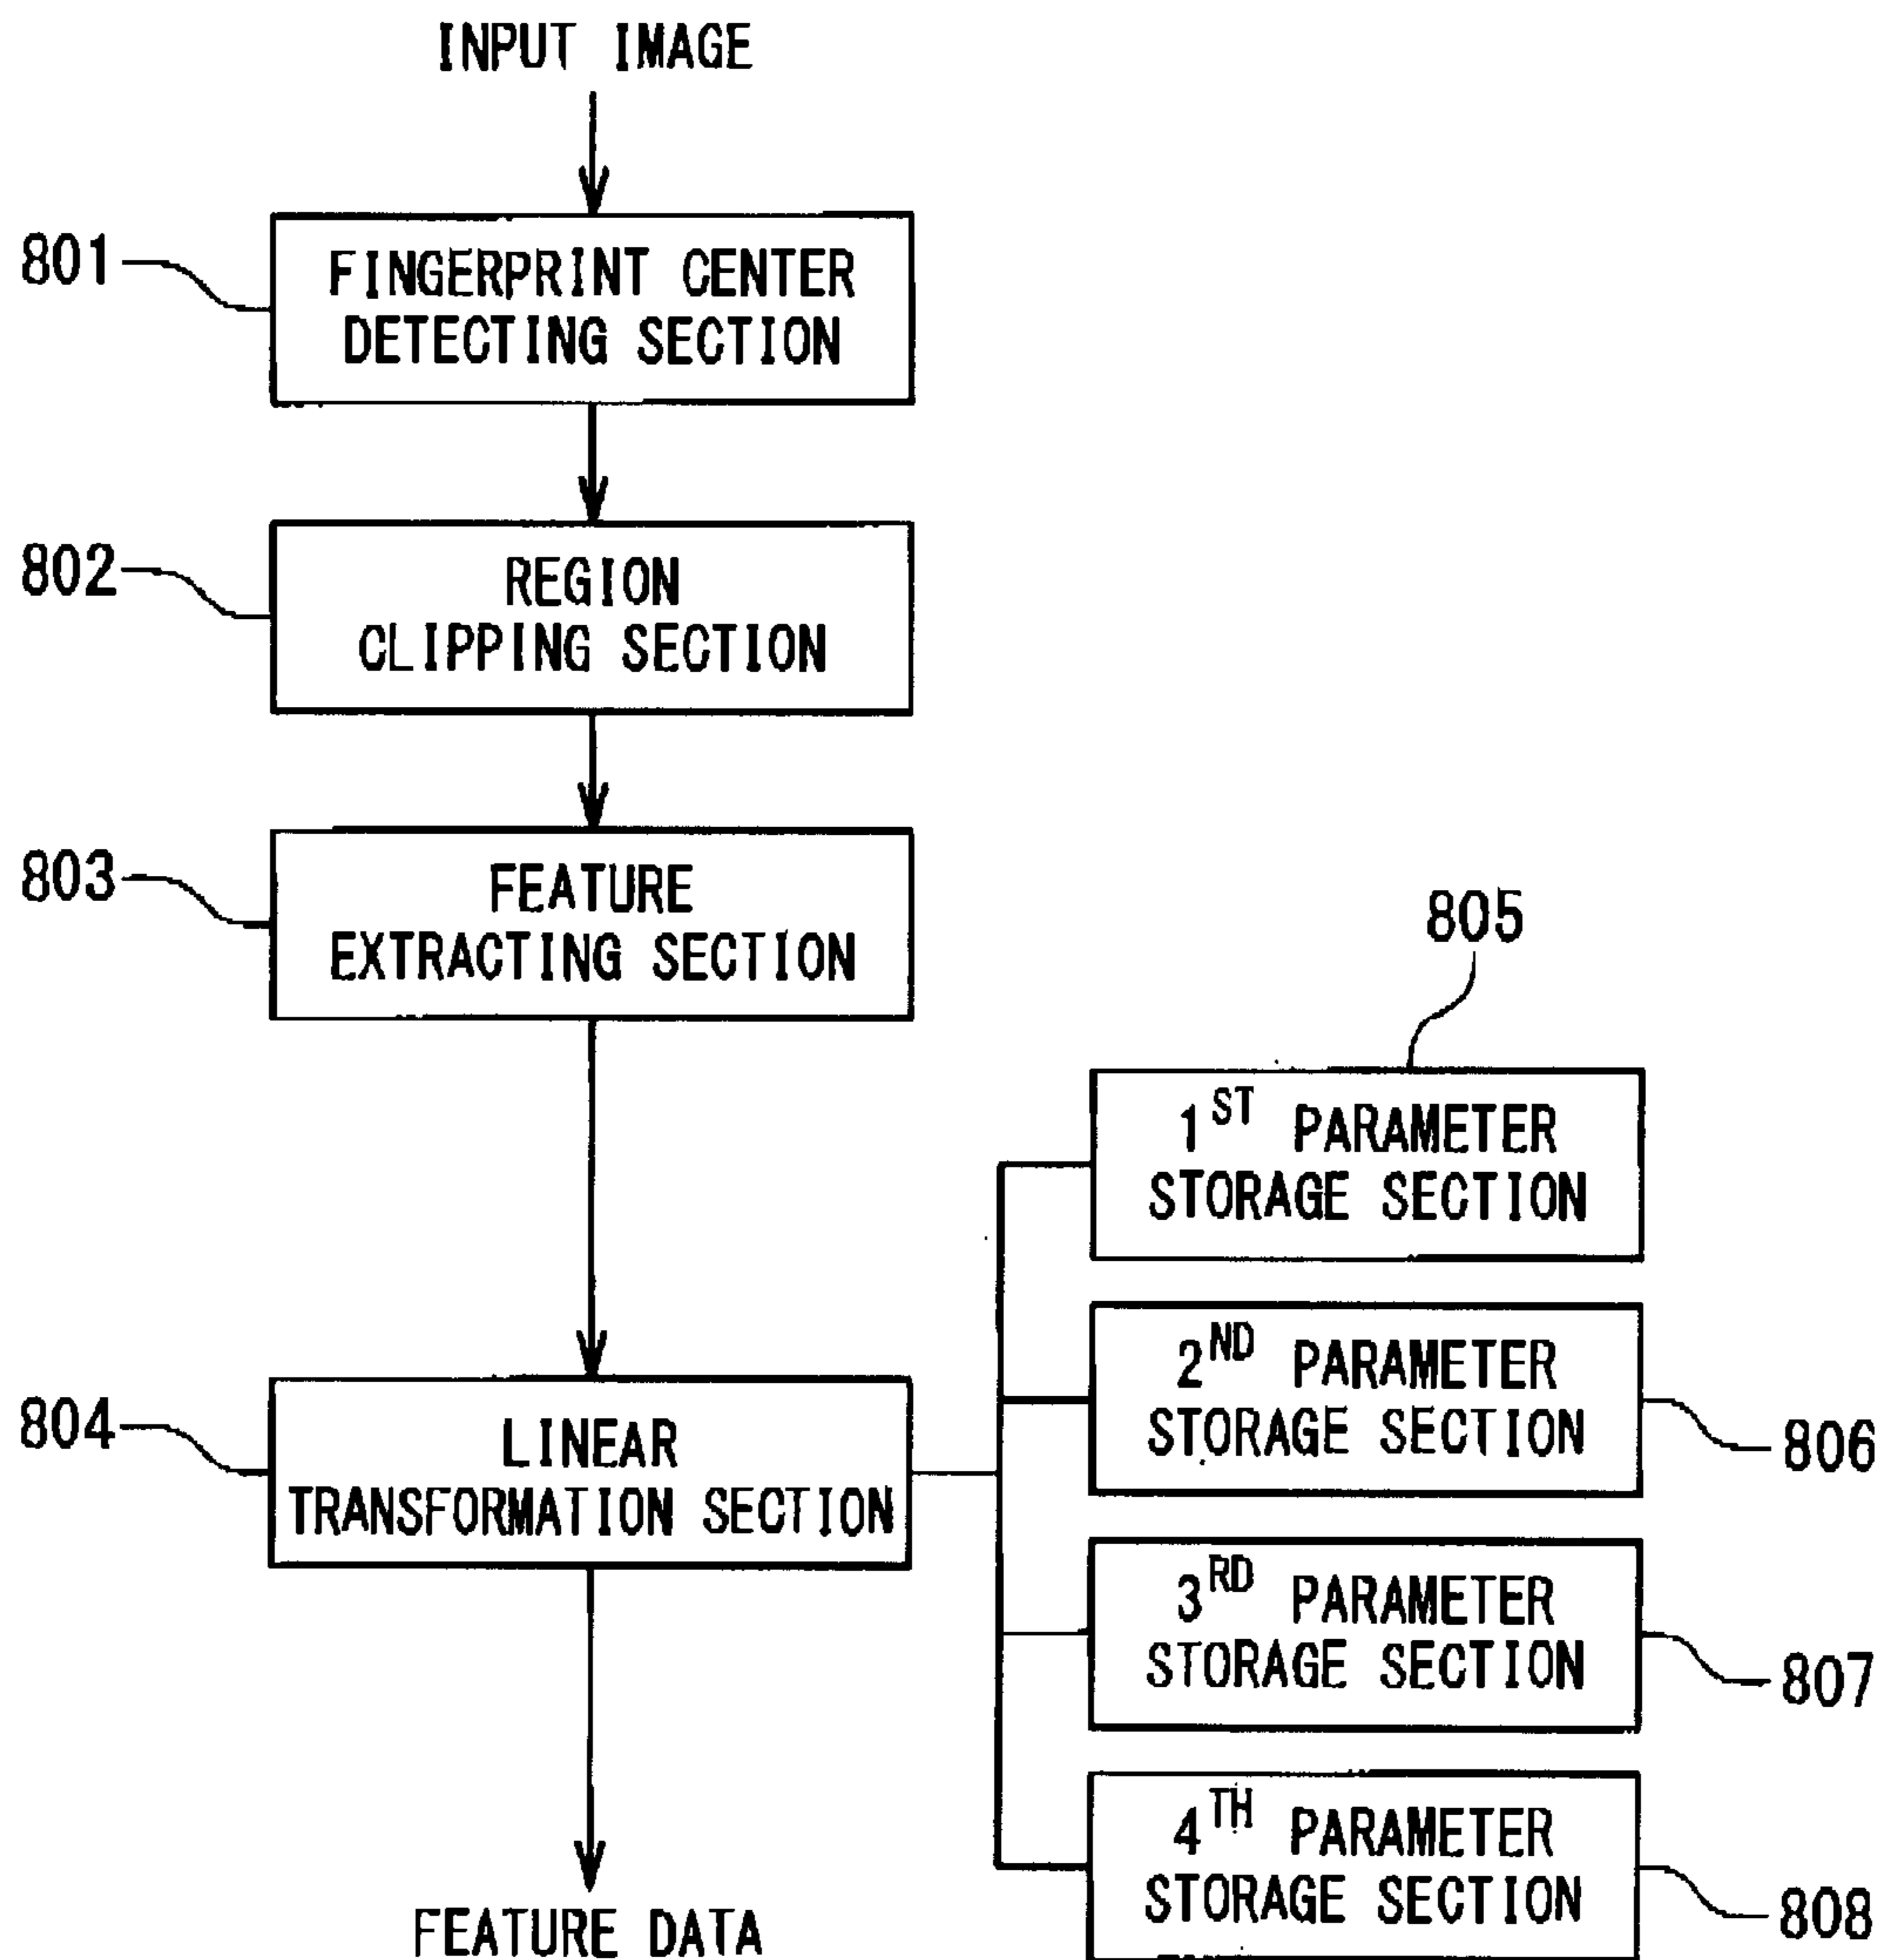 INPUT IMAGE
801
FINGERPRINT CENTER
DETECTING SECTION
802
REGION
CLIPPING SECTION
803
FEATURE
EXTRACTING SECTION
805
1ST PARAMETER
STORAGE SECTION
2ND PARAMETER
STORAGE SECTION
806
804
LINEAR
TRANSFORMATION SECTION
3RD PARAMETER
STORAGE SECTION
807
4TH PARAMETER
STORAGE SECTION
808
FEATURE DATA